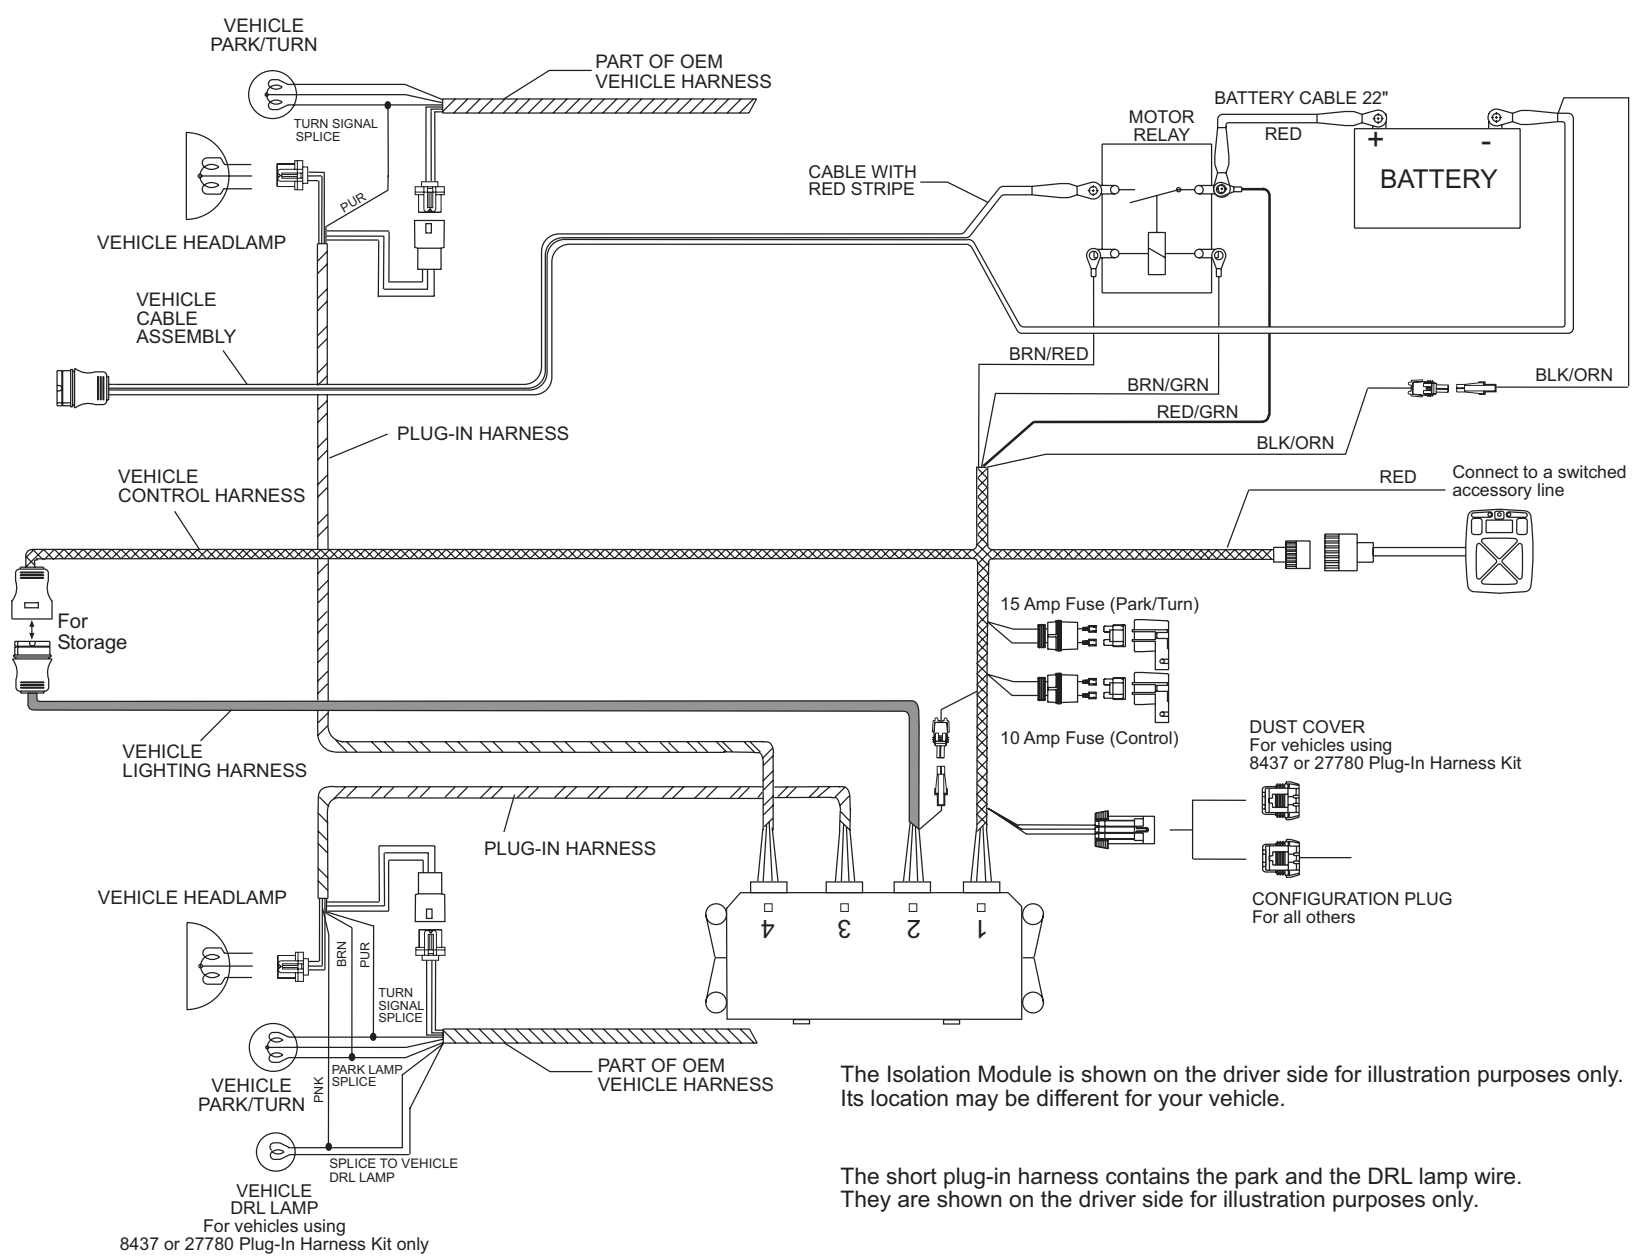 VEHICLE
PARK/TURN
PART OF OEM
VEHICLE HARNESS
TURN SIGNAL
SPLICE
PUR
VEHICLE HEADLAMP
BATTERY CABLE 22"
RED
MOTOR
RELAY
+
-
BATTERY
CABLE WITH
RED STRIPE
VEHICLE
CABLE
ASSEMBLY
BRN/RED
BRN/GRN
RED/GRN
BLK/ORN
BLK/ORN
PLUG-IN HARNESS
VEHICLE
CONTROL HARNESS
RED
Connect to a switched
accessory line
For
Storage
15 Amp Fuse (Park/Turn)
10 Amp Fuse (Control)
VEHICLE
LIGHTING HARNESS
DUST COVER
For vehicles using
8437 or 27780 Plug-In Harness Kit
PLUG-IN HARNESS
CONFIGURATION PLUG
For all others
4
3
2
1
VEHICLE HEADLAMP
BRN
PUR
TURN
SIGNAL
SPLICE
PARK LAMP
SPLICE
PNK
VEHICLE
PARK/TURN
PART OF OEM
VEHICLE HARNESS
SPLICE TO VEHICLE
DRL LAMP
VEHICLE
DRL LAMP
For vehicles using
8437 or 27780 Plug-In Harness Kit only
The Isolation Module is shown on the driver side for illustration purposes only.
Its location may be different for your vehicle.
The short plug-in harness contains the park and the DRL lamp wire.
They are shown on the driver side for illustration purposes only.